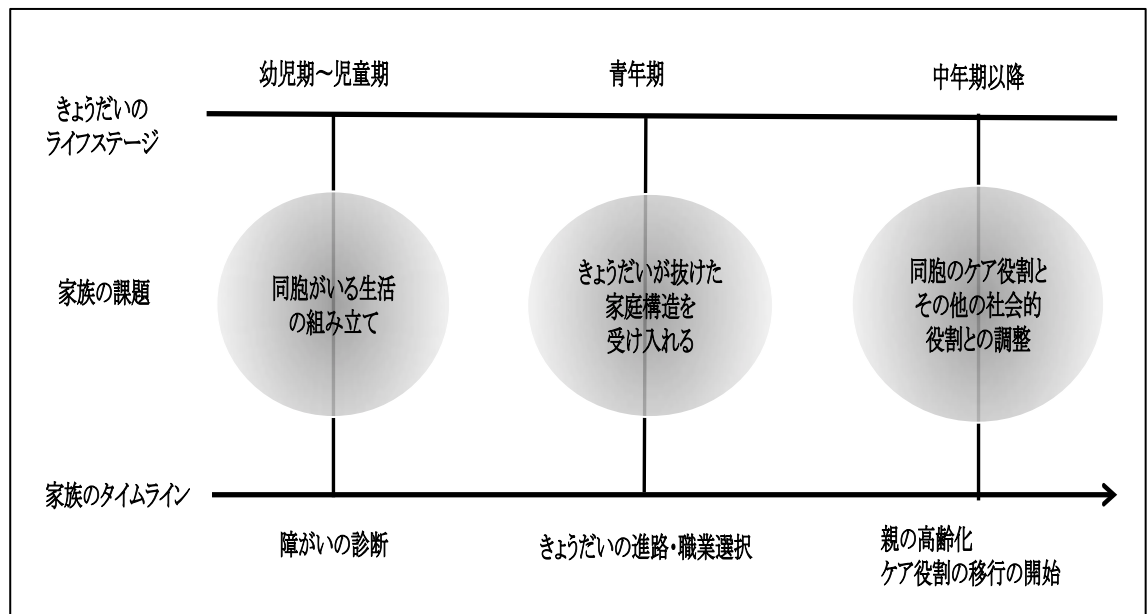 幼児期～児童期
青年期
中年期以降
きょうだいの
ライフステージ
家族の課題
同胞がいる生活
の組み立て
きょうだいが抜けた
家庭構造を
受け入れる
同胞のケア役割と
その他の社会的
役割との調整
家族のタイムライン
障がいの診断
きょうだいの進路・職業選択
親の高齢化
ケア役割の移行の開始